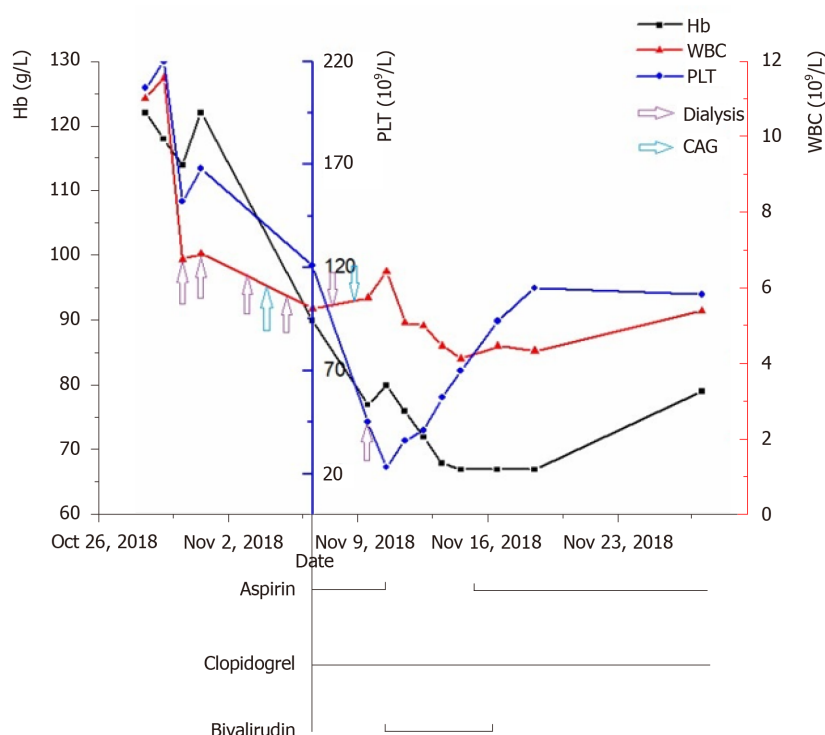 Hb
WBC
PLT
Dialysis
CAG
Hb (g/L)
130
120
110
100
90
80
70
60
PLT (10⁹/L)
220
170
120
70
20
WBC (10⁹/L)
12
10
8
6
4
2
0
Oct 26, 2018 Nov 2, 2018 Nov 9, 2018 Nov 16, 2018 Nov 23, 2018
Date
Aspirin
Clopidogrel
Bivalirudin